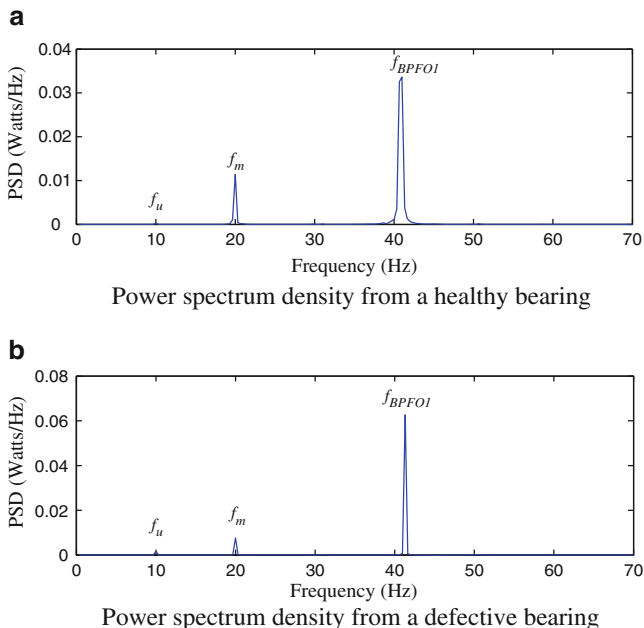 a
0.04
0.03
0.02
0.01
0
PSD (Watts/Hz)
f_BPFO1
f_m
f_u
0 10 20 30 40 50 60 70
Frequency (Hz)
Power spectrum density from a healthy bearing
b
0.08
0.06
0.04
0.02
0
PSD (Watts/Hz)
f_BPFO1
f_u
f_m
0 10 20 30 40 50 60 70
Frequency (Hz)
Power spectrum density from a defective bearing